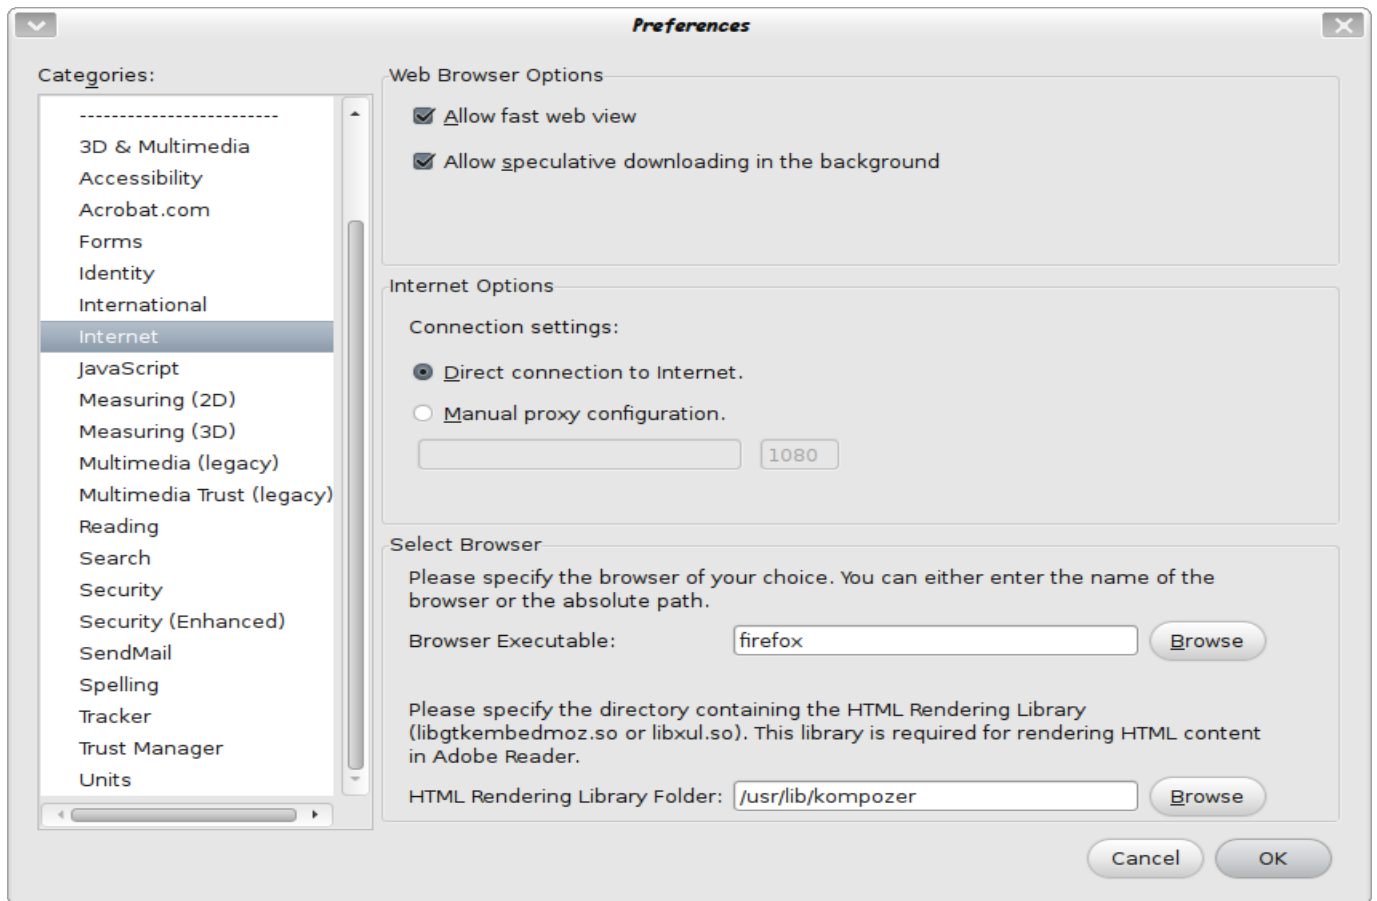 Preferences
Categories:
--------------------------
3D & Multimedia
Accessibility
Acrobat.com
Forms
Identity
International
Internet
JavaScript
Measuring (2D)
Measuring (3D)
Multimedia (legacy)
Multimedia Trust (legacy)
Reading
Search
Security
Security (Enhanced)
SendMail
Spelling
Tracker
Trust Manager
Units
Web Browser Options
Allow fast web view
Allow speculative downloading in the background
Internet Options
Connection settings:
Direct connection to Internet.
Manual proxy configuration.
1080
Select Browser
Please specify the browser of your choice. You can either enter the name of the
browser or the absolute path.
Browser Executable: firefox Browse
Please specify the directory containing the HTML Rendering Library
(libgtkembedmoz.so or libxul.so). This library is required for rendering HTML content
in Adobe Reader.
HTML Rendering Library Folder: /usr/lib/kompozer Browse
Cancel OK